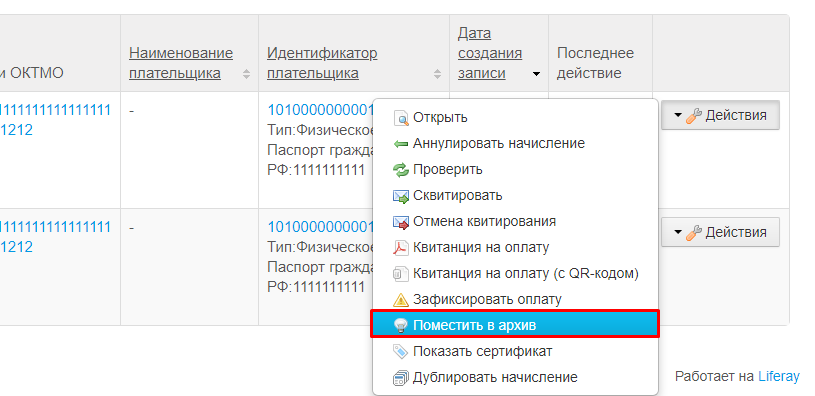 и ОКТМО
Наименование
плательщика
Идентификатор
плательщика
Дата
создания
записи
Последнее
действие
1111111111111111
1212
-
1010000000001
Тип:Физическое
Паспорт гражда
РФ:1111111111
Действия
Открыть
Аннулировать начисление
Проверить
Сквитировать
Отмена квитирования
Квитанция на оплату
Квитанция на оплату (с QR-кодом)
Зафиксировать оплату
Поместить в архив
Показать сертификат
Дублировать начисление
1111111111111111
1212
-
1010000000001
Тип:Физическое
Паспорт гражда
РФ:1111111111
Действия
Работает на Liferay